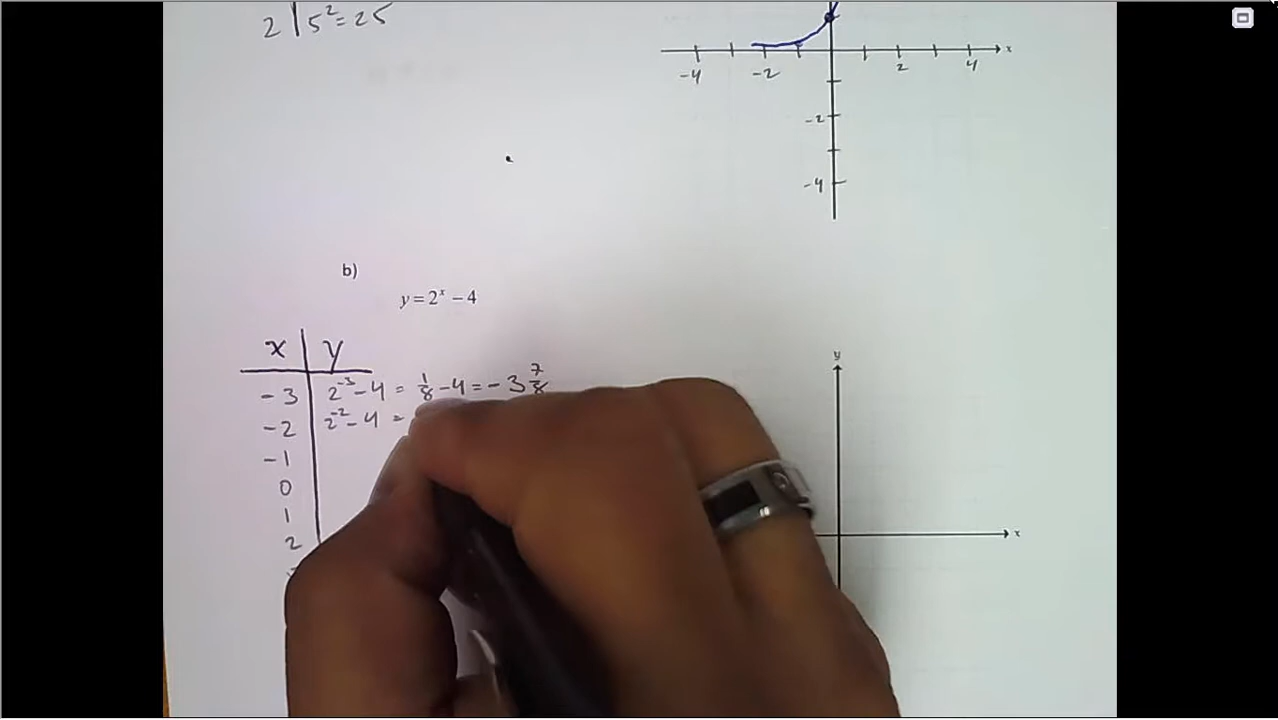 2 | 5² = 25
-4 -2 2 4 x
-2
-4
b)
y = 2ˣ - 4
x | y
-3 | 2⁻³ - 4 = 1/8 - 4 = -3 7/8
-2 | 2⁻² - 4 =
-1
0
1
2
y
x